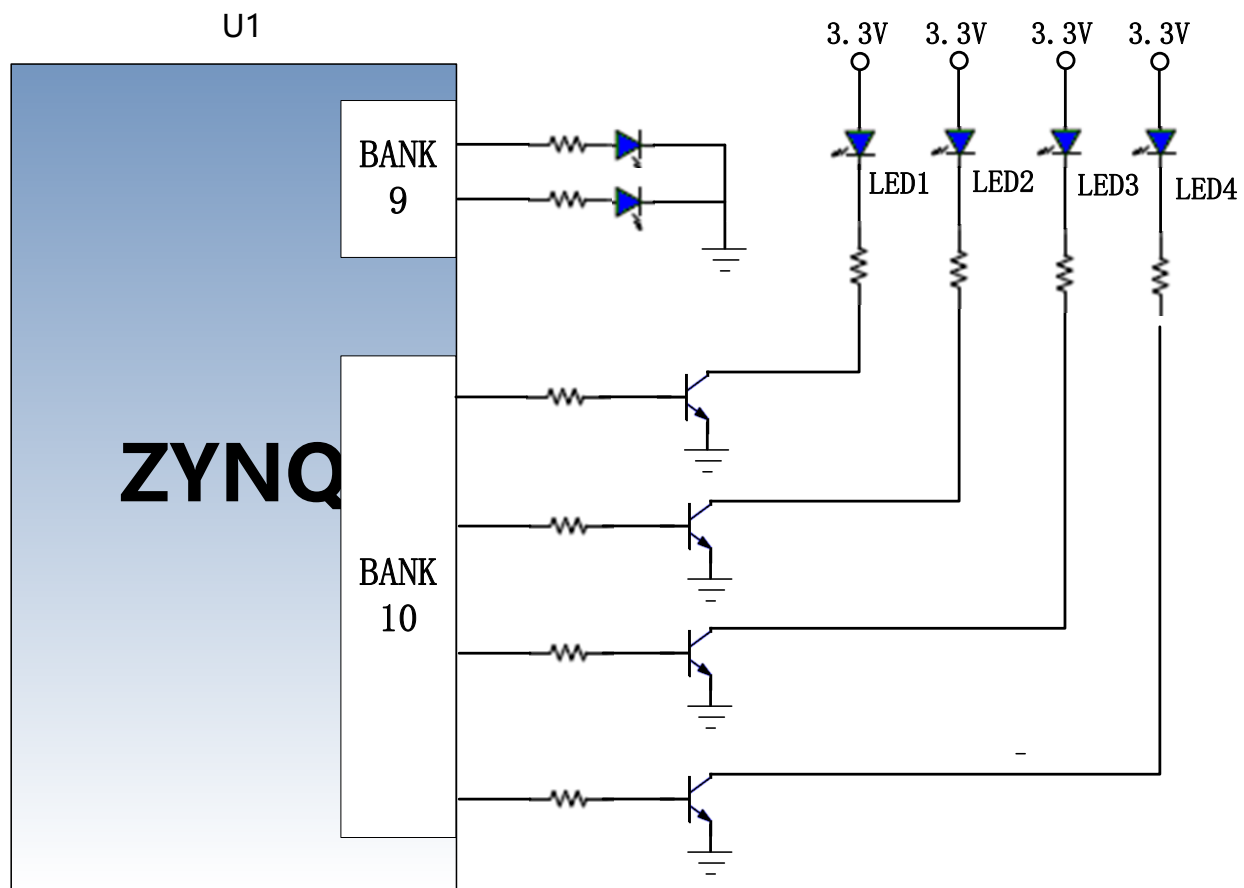 U1
3.3V 3.3V 3.3V 3.3V
BANK
9
LED1 LED2 LED3 LED4
ZYNQ
BANK
10